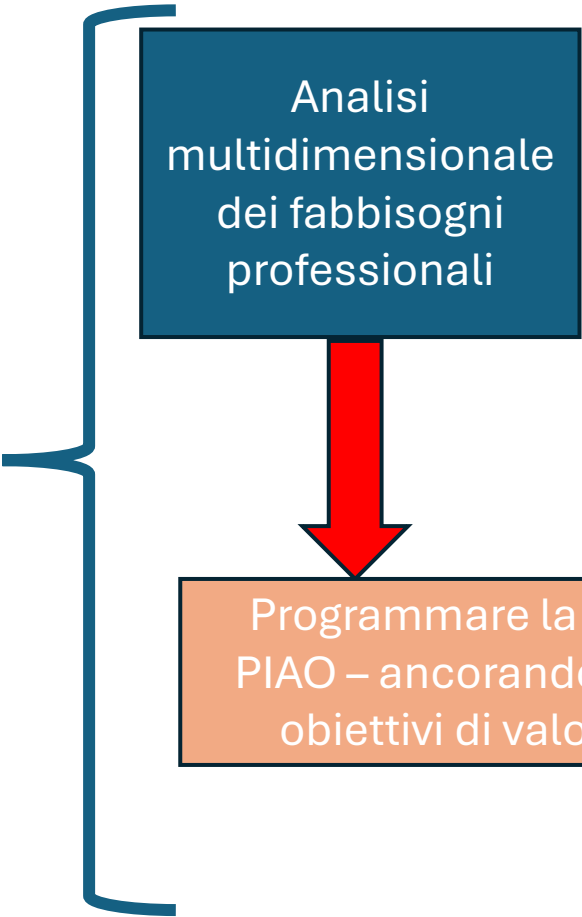 Analisi
multidimensionale
dei fabbisogni
professionali
Programmare la
PIAO – ancorando
obiettivi di valo